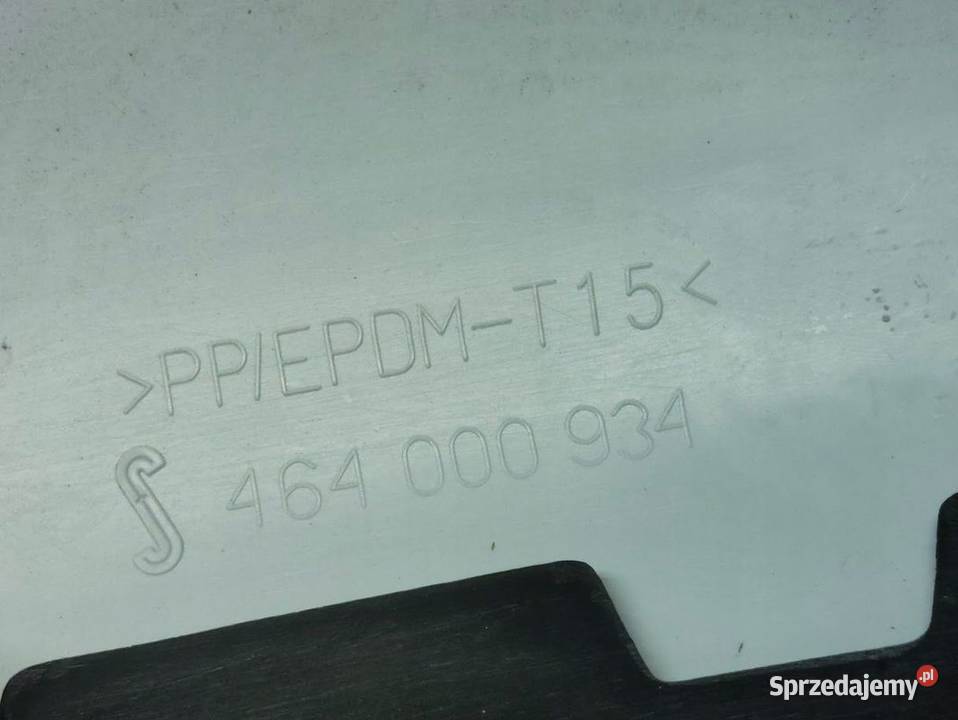 >PP/EPDM-T15<
464 000 934
Sprzedajemy.pl